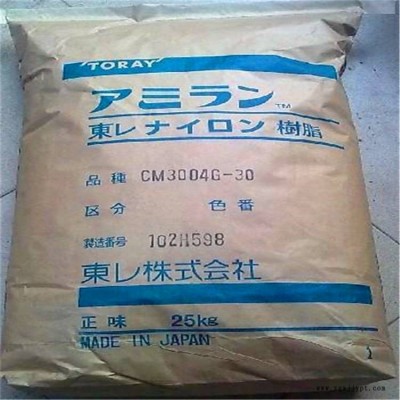 TORAY
アミラン™
東レナイロン樹脂
品種 CM3004G-30
区分 色番
製造番号 102H598
東レ株式会社
正味 25kg
MADE IN JAPAN